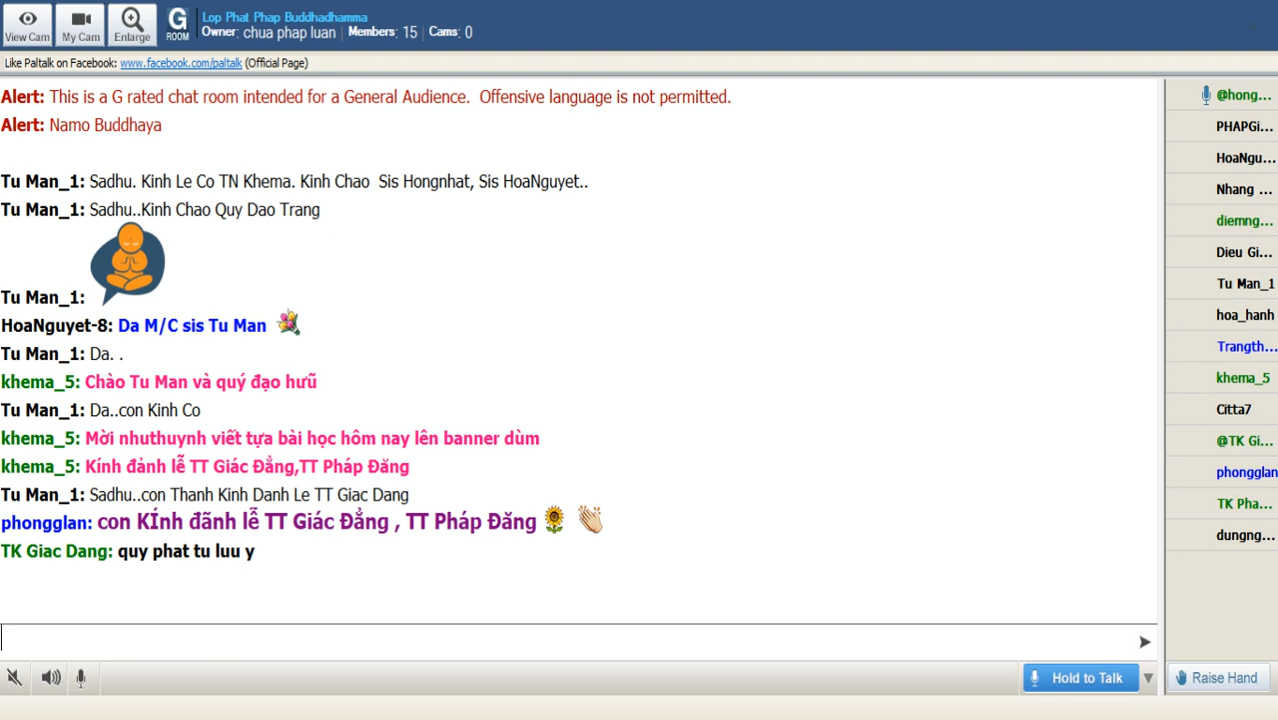 View Cam
My Cam
Enlarge
G
ROOM
Lop Phat Phap Buddhadhamma
Owner: chua phap luan | Members: 15 | Cams: 0
Like Paltalk on Facebook: www.facebook.com/paltalk (Official Page)
Alert: This is a G rated chat room intended for a General Audience. Offensive language is not permitted.
Alert: Namo Buddhaya
Tu Man_1: Sadhu. Kinh Le Co TN Khema. Kinh Chao Sis Hongnhat, Sis HoaNguyet..
Tu Man_1: Sadhu..Kinh Chao Quy Dao Trang
Tu Man_1:
HoaNguyet-8: Da M/C sis Tu Man
Tu Man_1: Da. .
khema_5: Chào Tu Man và quý đạo hưũ
Tu Man_1: Da..con Kinh Co
khema_5: Mời nhuthuynh viết tựa bài học hôm nay lên banner dùm
khema_5: Kính đảnh lễ TT Giác Đẳng,TT Pháp Đăng
Tu Man_1: Sadhu..con Thanh Kinh Danh Le TT Giac Dang
phongglan: con KÍnh đãnh lễ TT Giác Đẳng , TT Pháp Đăng
TK Giac Dang: quy phat tu luu y
@hong...
PHAPGi...
HoaNgu...
Nhang ...
diemng...
Dieu Gi...
Tu Man_1
hoa_hanh
Trangth...
khema_5
Citta7
@TK Gi...
phongglan
TK Pha...
dungng...
Hold to Talk
Raise Hand